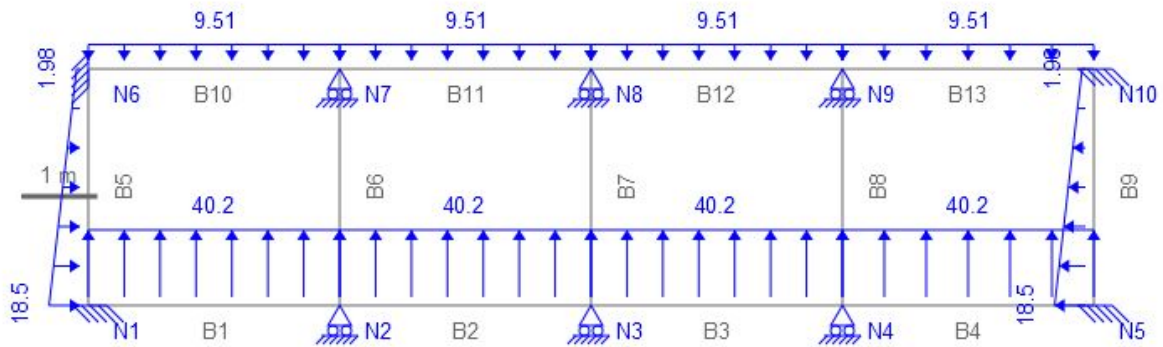 9.51 9.51 9.51 9.51
1.98 1.98
N6 B10 N7 B11 N8 B12 N9 B13 N10
1 m B5 B6 B7 B8 B9
40.2 40.2 40.2 40.2
18.5 18.5
N1 B1 N2 B2 N3 B3 N4 B4 N5